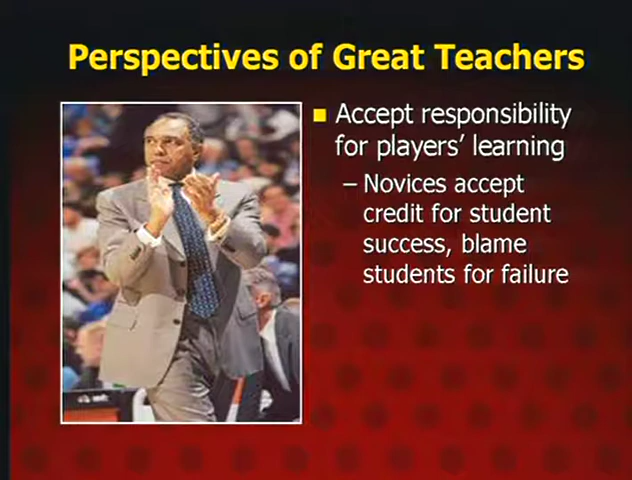 Perspectives of Great Teachers
Accept responsibility
for players' learning
– Novices accept
credit for student
success, blame
students for failure